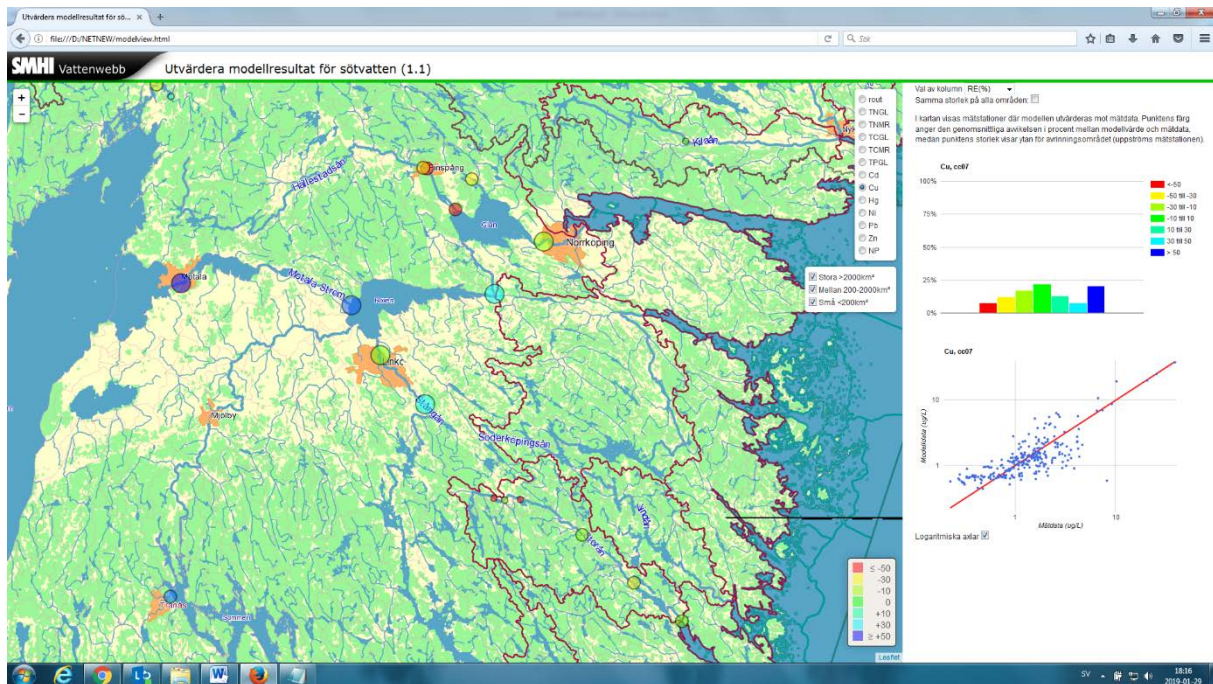 Utvärdera modellresultat för sö...
file:///D:/NETNEW/modelview.html
Sök
SMHI Vattenwebb
Utvärdera modellresultat för sötvatten (1.1)
+
−
Hällestadsån
Finspång
Kilaån
Glan
Norrköping
Motala
Motala Ström
Roxen
Linkö
Stångån
Mjölby
Söderköpingsån
Vindån
Storån
Tranås
Sommen
rout
TNGL
TNMR
TCGL
TCMR
TPGL
Cd
Cu
Hg
Ni
Pb
Zn
NP
Stora >2000km²
Mellan 200-2000km²
Små <200km²
≤ -50
-30
-10
0
+10
+30
≥ +50
Leaflet
Val av kolumn RE(%)
Samma storlek på alla områden:
I kartan visas mätstationer där modellen utvärderas mot mätdata. Punktens färg
anger den genomsnittliga avvikelsen i procent mellan modellvärde och mätdata,
medan punktens storlek visar ytan för avrinningsområdet (uppströms mätstationen).
Cu, cc07
100%
75%
50%
25%
0%
<-50
-50 till -30
-30 till -10
-10 till 10
10 till 30
30 till 50
> 50
Cu, cc07
Modelldata (ug/L)
10
1
1
10
Mätdata (ug/L)
Logaritmiska axlar
SV
18:16
2019-01-29